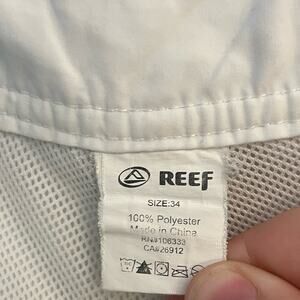 REEF
SIZE:34
100% Polyester
Made in China
RN#106333
CA#26912